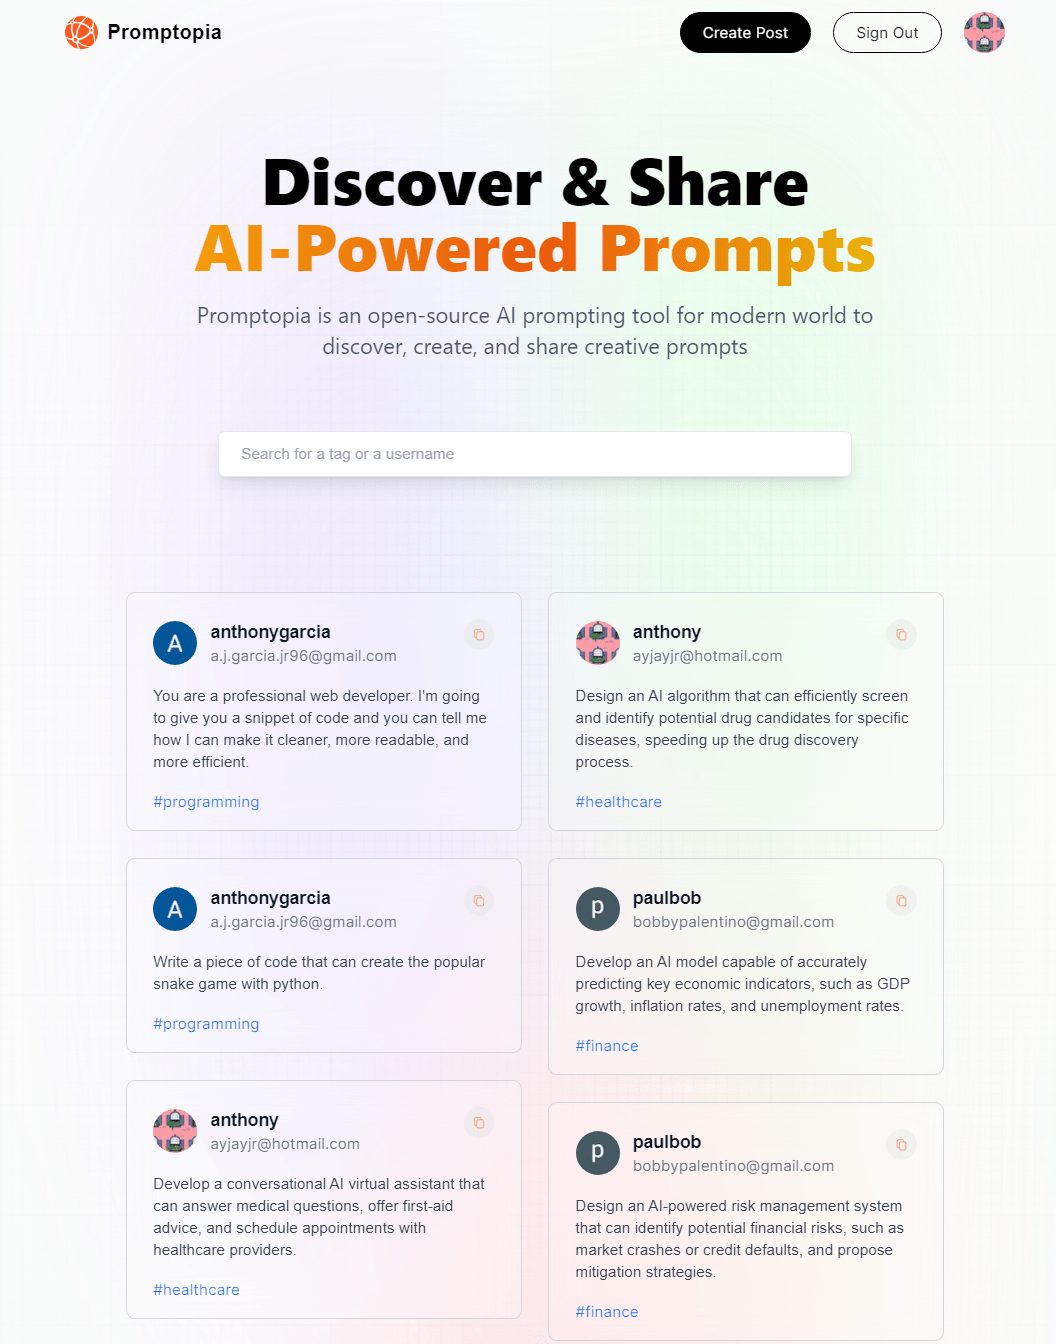 Promptopia
Create Post
Sign Out
Discover & Share
AI-Powered Prompts
Promptopia is an open-source AI prompting tool for modern world to
discover, create, and share creative prompts
Search for a tag or a username
A
anthonygarcia
a.j.garcia.jr96@gmail.com
You are a professional web developer. I'm going
to give you a snippet of code and you can tell me
how I can make it cleaner, more readable, and
more efficient.
#programming
anthony
ayjayjr@hotmail.com
Design an AI algorithm that can efficiently screen
and identify potential drug candidates for specific
diseases, speeding up the drug discovery
process.
#healthcare
A
anthonygarcia
a.j.garcia.jr96@gmail.com
Write a piece of code that can create the popular
snake game with python.
#programming
p
paulbob
bobbypalentino@gmail.com
Develop an AI model capable of accurately
predicting key economic indicators, such as GDP
growth, inflation rates, and unemployment rates.
#finance
anthony
ayjayjr@hotmail.com
Develop a conversational AI virtual assistant that
can answer medical questions, offer first-aid
advice, and schedule appointments with
healthcare providers.
#healthcare
p
paulbob
bobbypalentino@gmail.com
Design an AI-powered risk management system
that can identify potential financial risks, such as
market crashes or credit defaults, and propose
mitigation strategies.
#finance